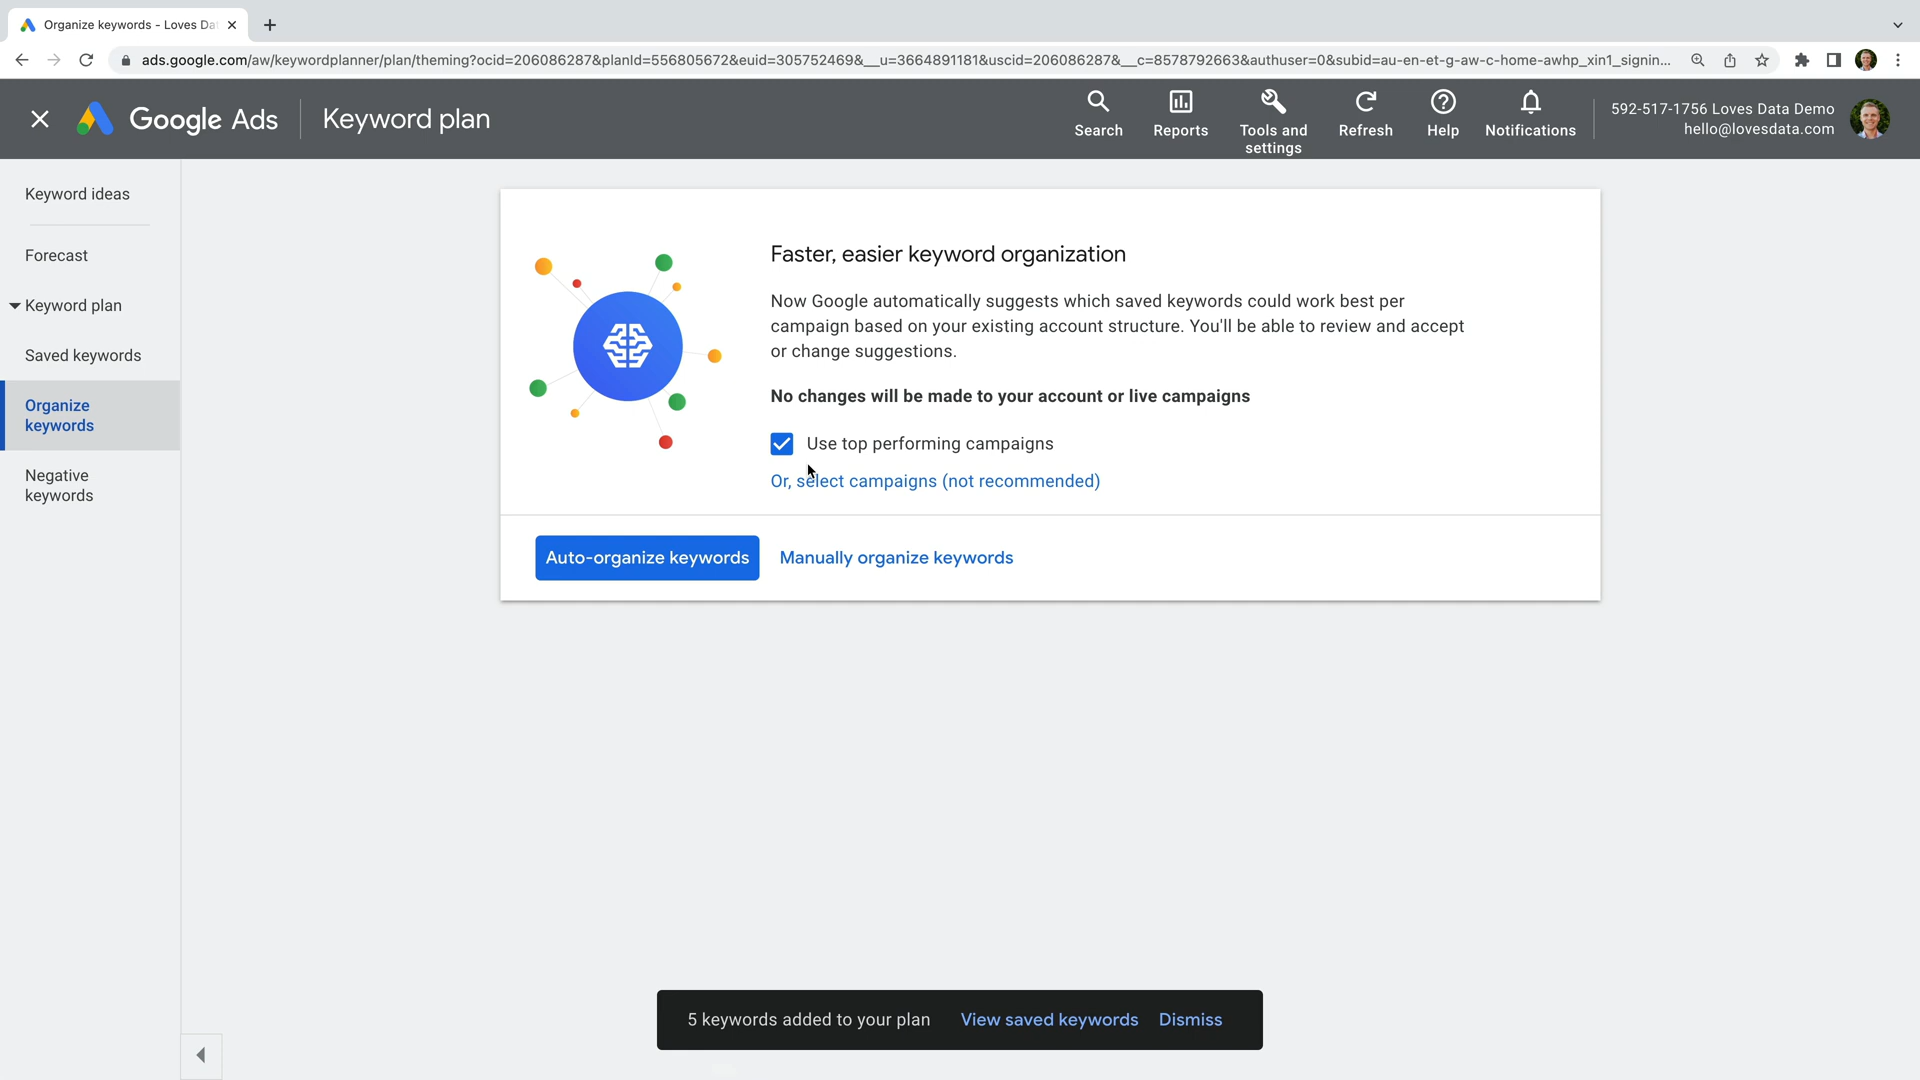 Organize keywords - Loves Da
ads.google.com/aw/keywordplanner/plan/theming?ocid=206086287&planId=556805672&euid=305752469&__u=3664891181&uscid=206086287&__c=8578792663&authuser=0&subid=au-en-et-g-aw-c-home-awhp_xin1_signin...
Google Ads
Keyword plan
Search
Reports
Tools and
settings
Refresh
Help
Notifications
592-517-1756 Loves Data Demo
hello@lovesdata.com
Keyword ideas
Forecast
Keyword plan
Saved keywords
Organize
keywords
Negative
keywords
Faster, easier keyword organization
Now Google automatically suggests which saved keywords could work best per
campaign based on your existing account structure. You'll be able to review and accept
or change suggestions.
No changes will be made to your account or live campaigns
Use top performing campaigns
Or, select campaigns (not recommended)
Auto-organize keywords
Manually organize keywords
5 keywords added to your plan
View saved keywords
Dismiss